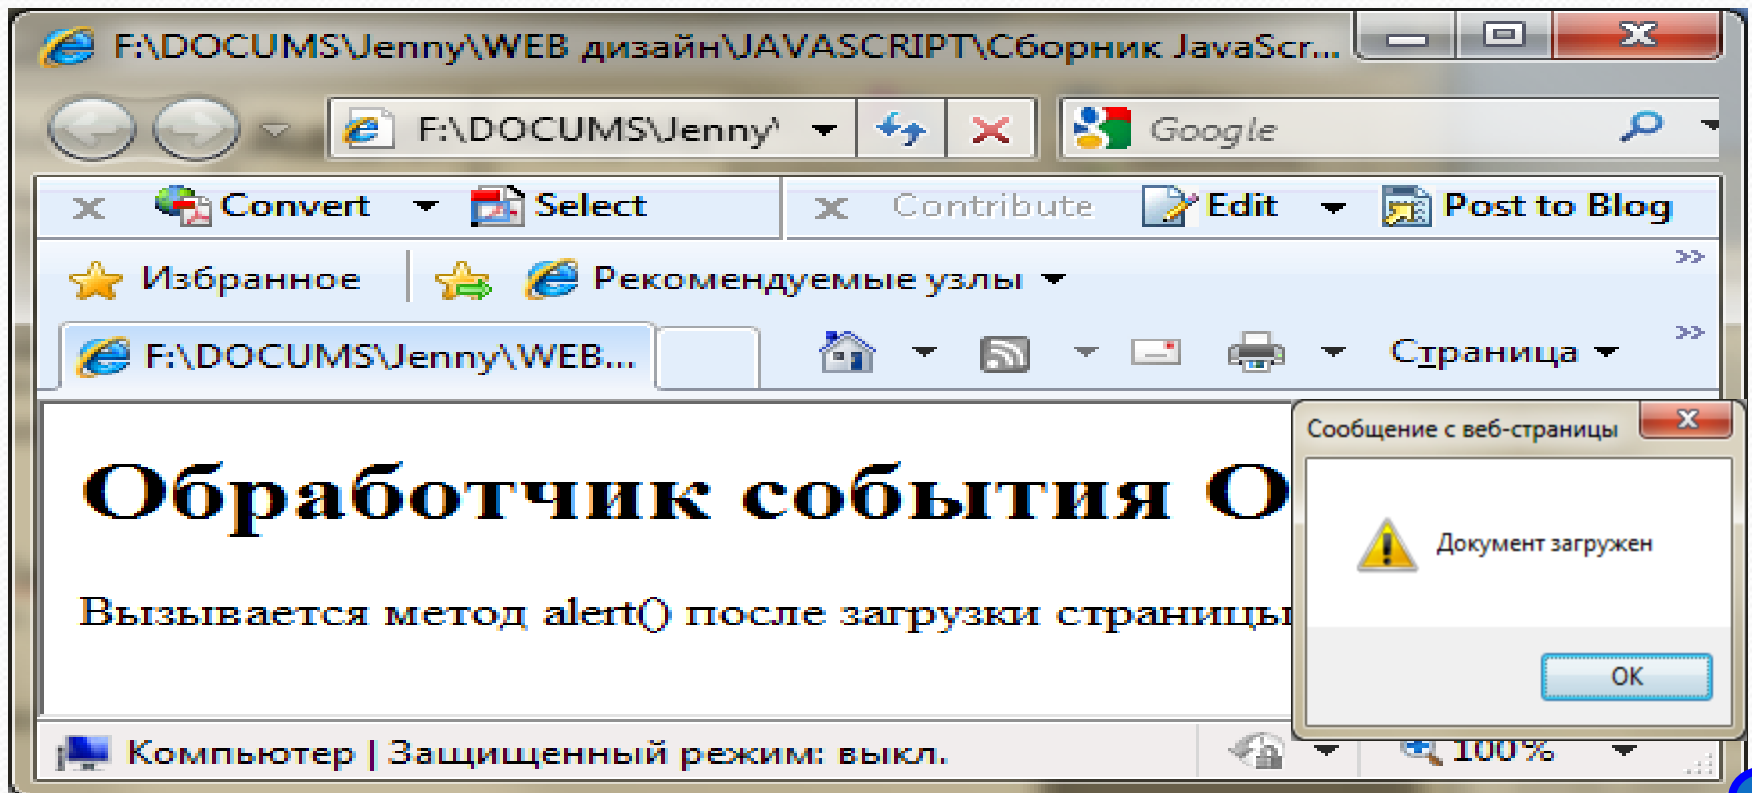 F:\DOCUMS\Jenny\WEB дизайн\JAVASCRIPT\Сборник JavaScr...
F:\DOCUMS\Jenny\
Google
Convert Select Contribute Edit Post to Blog
Избранное Рекомендуемые узлы
F:\DOCUMS\Jenny\WEB... Страница
Обработчик события O
Вызывается метод alert() после загрузки страницы
Сообщение с веб-страницы
Документ загружен
OK
Компьютер | Защищенный режим: выкл. 100%